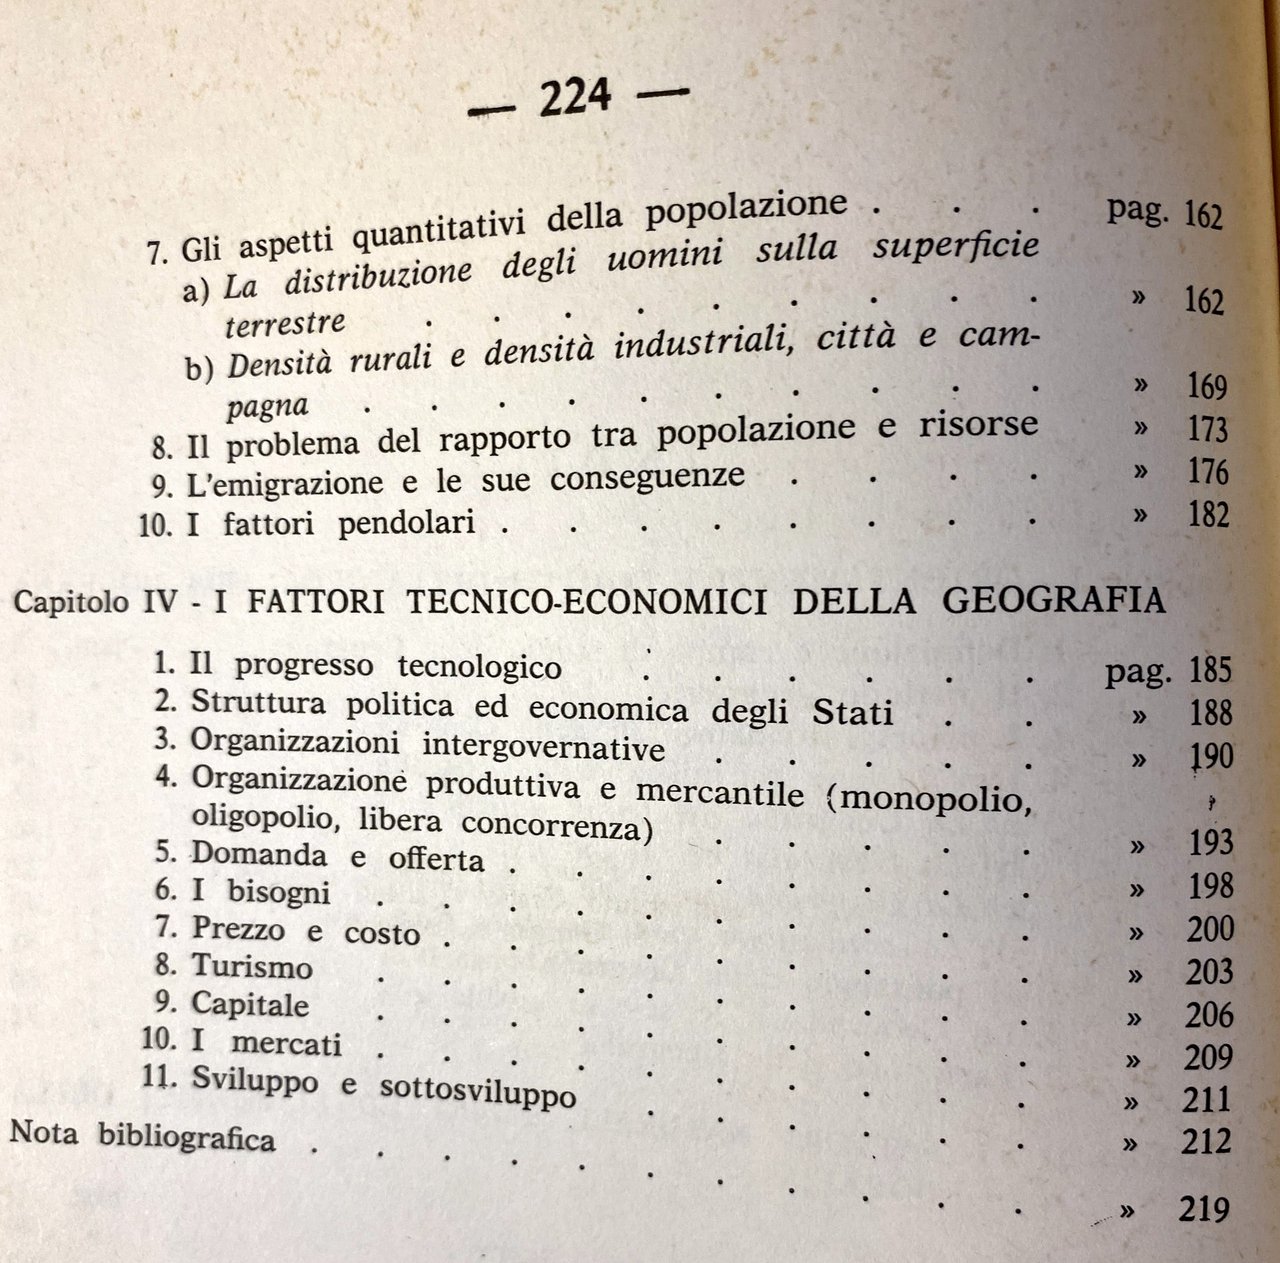 — 224 —
7. Gli aspetti quantitativi della popolazione . . . pag. 162
a) La distribuzione degli uomini sulla superficie
terrestre . . . . . . . . . » 162
b) Densità rurali e densità industriali, città e cam-
pagna . . . . . . . . . . » 169
8. Il problema del rapporto tra popolazione e risorse » 173
9. L'emigrazione e le sue conseguenze . . . . » 176
10. I fattori pendolari . . . . . . . . » 182
Capitolo IV - I FATTORI TECNICO-ECONOMICI DELLA GEOGRAFIA
1. Il progresso tecnologico . . . . . . pag. 185
2. Struttura politica ed economica degli Stati . . » 188
3. Organizzazioni intergovernative . . . . . » 190
4. Organizzazione produttiva e mercantile (monopolio,
oligopolio, libera concorrenza) . . . . . » 193
5. Domanda e offerta . . . . . . . . » 198
6. I bisogni . . . . . . . . . . » 200
7. Prezzo e costo . . . . . . . . . » 203
8. Turismo . . . . . . . . . . » 206
9. Capitale . . . . . . . . . . » 209
10. I mercati . . . . . . . . . . » 211
11. Sviluppo e sottosviluppo . . . . . . » 212
Nota bibliografica . . . . . . . . . . . » 219